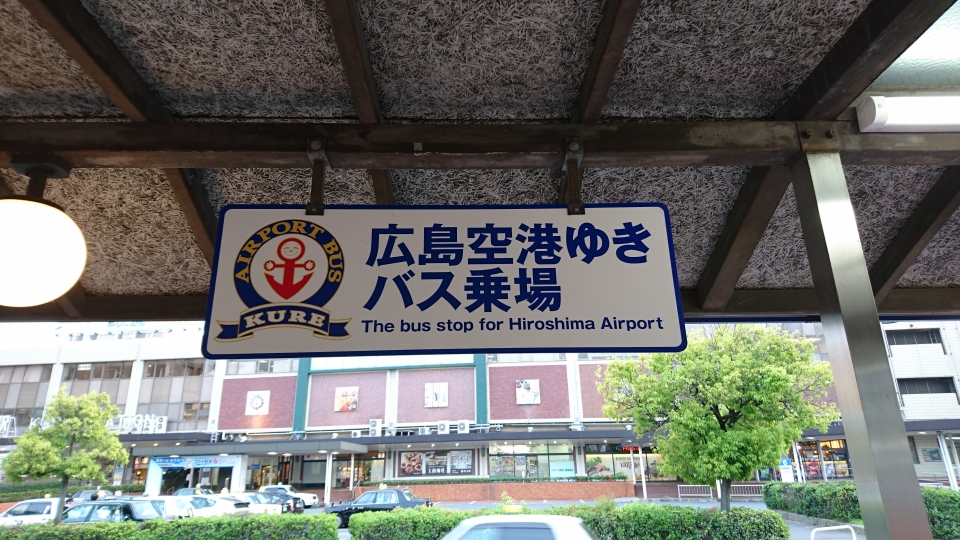 AIRPORT BUS
KURE
広島空港ゆき
バス乗場
The bus stop for Hiroshima Airport